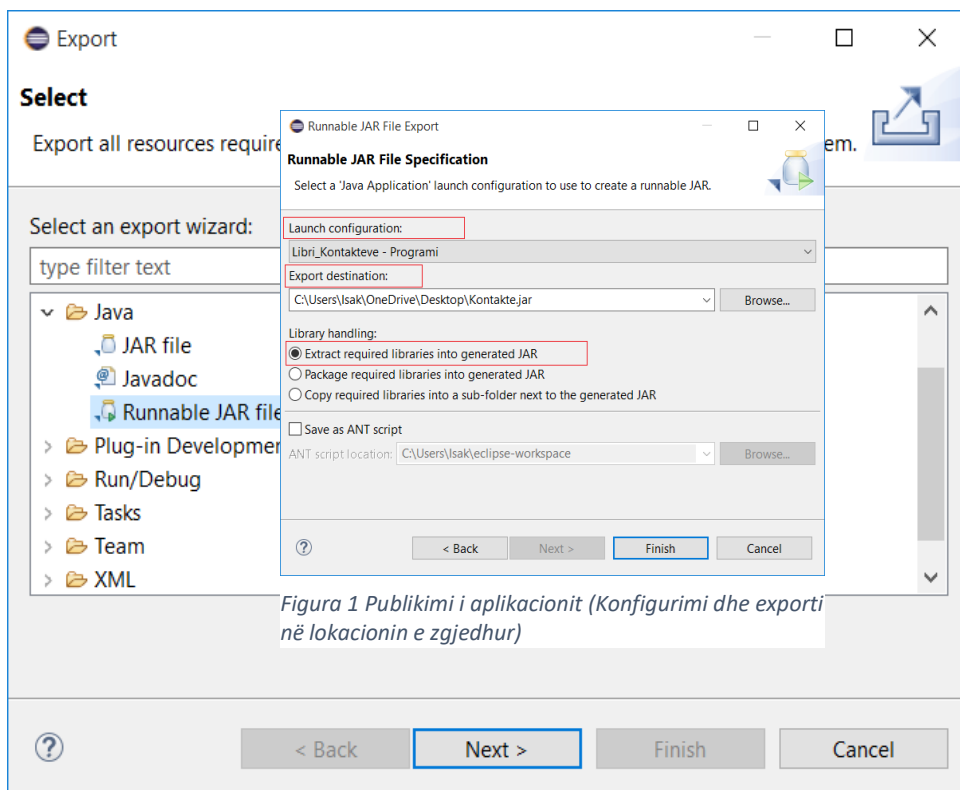 Export
Select
Export all resources require
em.
Select an export wizard:
type filter text
Java
JAR file
Javadoc
Runnable JAR file
Plug-in Developmen
Run/Debug
Tasks
Team
XML
Runnable JAR File Export
Runnable JAR File Specification
Select a 'Java Application' launch configuration to use to create a runnable JAR.
Launch configuration:
Libri_Kontakteve - Programi
Export destination:
C:\Users\Isak\OneDrive\Desktop\Kontakte.jar
Browse...
Library handling:
Extract required libraries into generated JAR
Package required libraries into generated JAR
Copy required libraries into a sub-folder next to the generated JAR
Save as ANT script
ANT script location: C:\Users\Isak\eclipse-workspace
Browse...
< Back Next > Finish Cancel
Figura 1 Publikimi i aplikacionit (Konfigurimi dhe exporti
në lokacionin e zgjedhur)
< Back Next > Finish Cancel